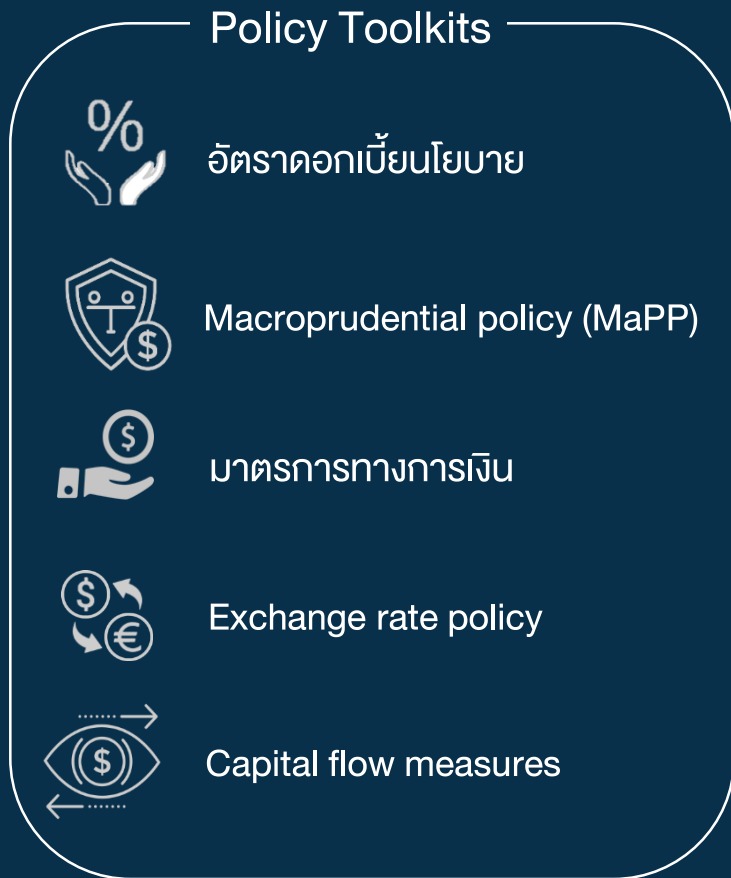 Policy Toolkits
%
อัตราดอกเบี้ยนโยบาย
Macroprudential policy (MaPP)
$
มาตรการทางการเงิน
$
Exchange rate policy
$
€
Capital flow measures
$